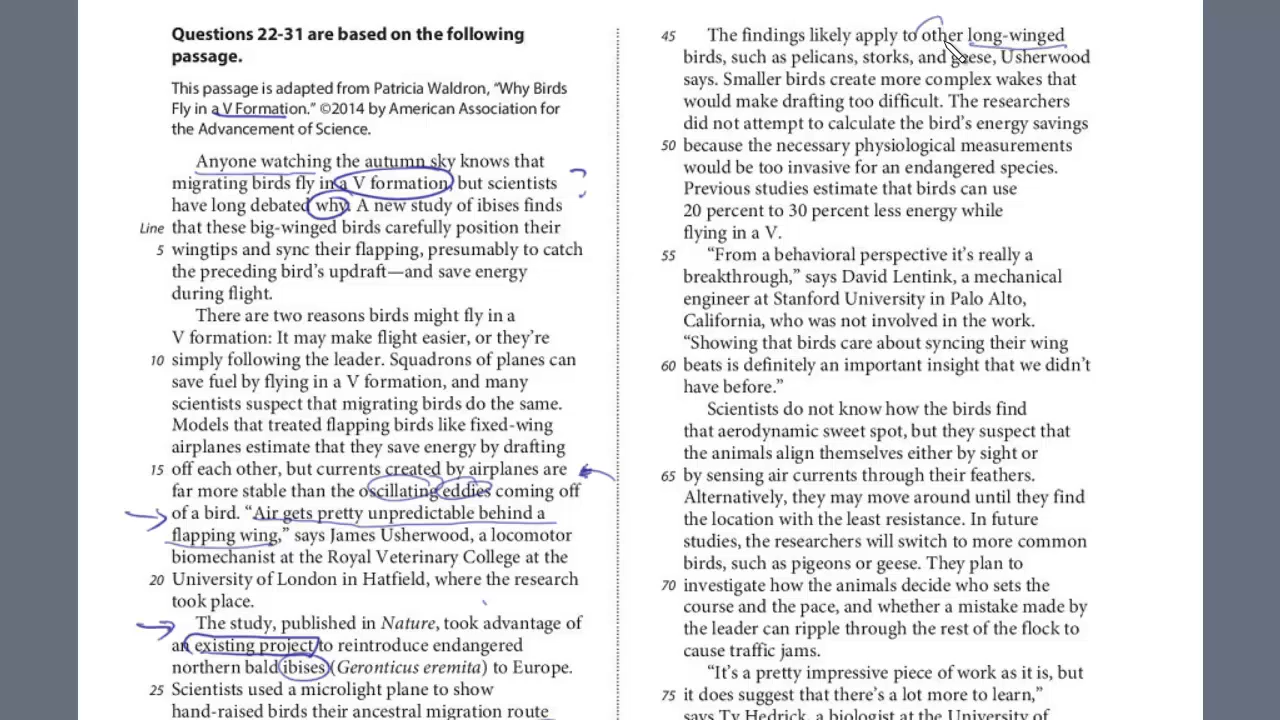 Questions 22-31 are based on the following
passage.
This passage is adapted from Patricia Waldron, “Why Birds
Fly in a V Formation.” ©2014 by American Association for
the Advancement of Science.
Anyone watching the autumn sky knows that
migrating birds fly in a V formation, but scientists
have long debated why. A new study of ibises finds
Line that these big-winged birds carefully position their
5 wingtips and sync their flapping, presumably to catch
the preceding bird’s updraft—and save energy
during flight.
There are two reasons birds might fly in a
V formation: It may make flight easier, or they’re
10 simply following the leader. Squadrons of planes can
save fuel by flying in a V formation, and many
scientists suspect that migrating birds do the same.
Models that treated flapping birds like fixed-wing
airplanes estimate that they save energy by drafting
15 off each other, but currents created by airplanes are
far more stable than the oscillating eddies coming off
of a bird. “Air gets pretty unpredictable behind a
flapping wing,” says James Usherwood, a locomotor
biomechanist at the Royal Veterinary College at the
20 University of London in Hatfield, where the research
took place.
The study, published in Nature, took advantage of
an existing project to reintroduce endangered
northern bald ibises (Geronticus eremita) to Europe.
25 Scientists used a microlight plane to show
hand-raised birds their ancestral migration route
45 The findings likely apply to other long-winged
birds, such as pelicans, storks, and geese, Usherwood
says. Smaller birds create more complex wakes that
would make drafting too difficult. The researchers
did not attempt to calculate the bird’s energy savings
50 because the necessary physiological measurements
would be too invasive for an endangered species.
Previous studies estimate that birds can use
20 percent to 30 percent less energy while
flying in a V.
55 “From a behavioral perspective it’s really a
breakthrough,” says David Lentink, a mechanical
engineer at Stanford University in Palo Alto,
California, who was not involved in the work.
“Showing that birds care about syncing their wing
60 beats is definitely an important insight that we didn’t
have before.”
Scientists do not know how the birds find
that aerodynamic sweet spot, but they suspect that
the animals align themselves either by sight or
65 by sensing air currents through their feathers.
Alternatively, they may move around until they find
the location with the least resistance. In future
studies, the researchers will switch to more common
birds, such as pigeons or geese. They plan to
70 investigate how the animals decide who sets the
course and the pace, and whether a mistake made by
the leader can ripple through the rest of the flock to
cause traffic jams.
“It’s a pretty impressive piece of work as it is, but
75 it does suggest that there’s a lot more to learn,”
says Ty Hedrick, a biologist at the University of